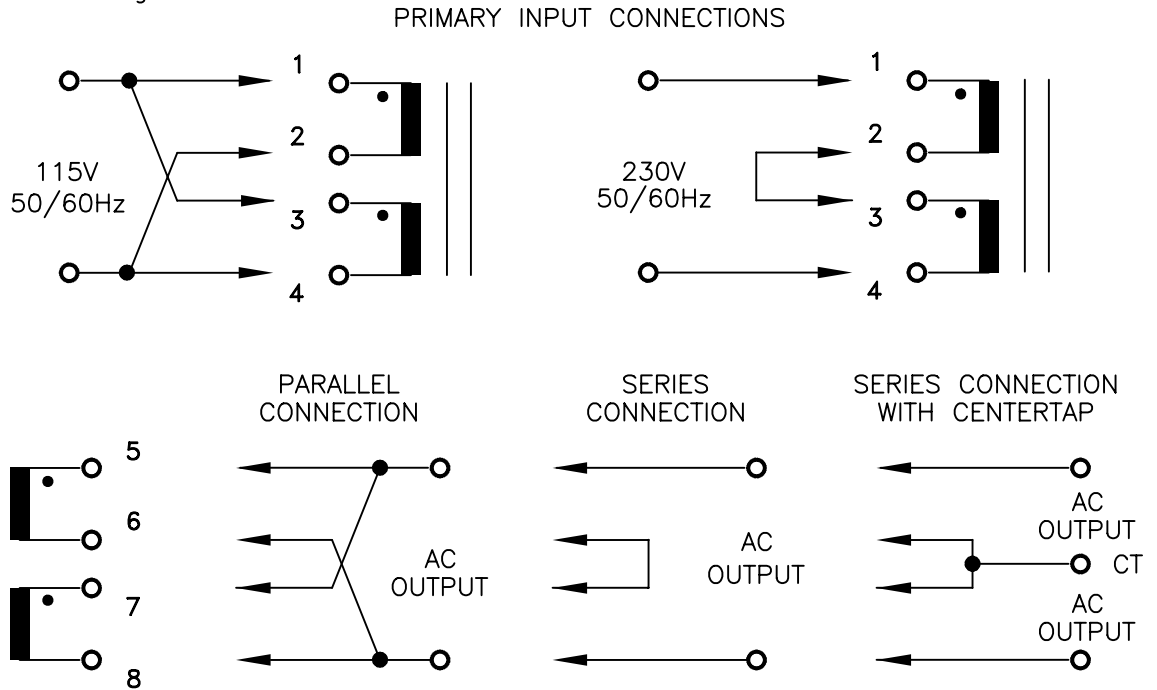 PRIMARY INPUT CONNECTIONS
1
2
3
4
115V
50/60Hz
1
2
3
4
230V
50/60Hz
PARALLEL
CONNECTION
SERIES
CONNECTION
SERIES CONNECTION
WITH CENTERTAP
5
6
7
8
AC
OUTPUT
AC
OUTPUT
AC
OUTPUT
CT
AC
OUTPUT